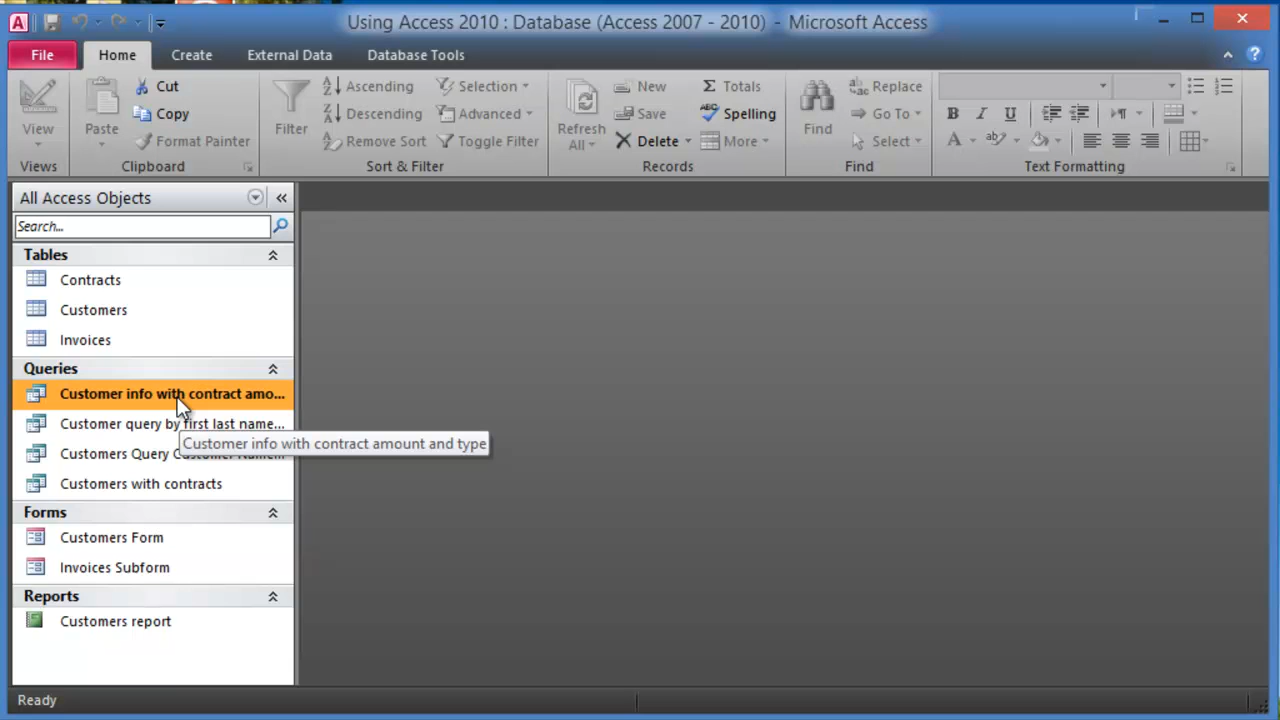 Using Access 2010 : Database (Access 2007 - 2010) - Microsoft Access
File Home Create External Data Database Tools
View
Views
Paste
Cut
Copy
Format Painter
Clipboard
Filter
Ascending
Descending
Remove Sort
Selection
Advanced
Toggle Filter
Sort & Filter
Refresh
All
New
Save
Delete
Totals
Spelling
More
Records
Find
Replace
Go To
Select
Find
B I U
A ab
Text Formatting
All Access Objects
Search...
Tables
Contracts
Customers
Invoices
Queries
Customer info with contract amo...
Customer query by first last name...
Customer info with contract amount and type
Customers Query Customer Name...
Customers with contracts
Forms
Customers Form
Invoices Subform
Reports
Customers report
Ready